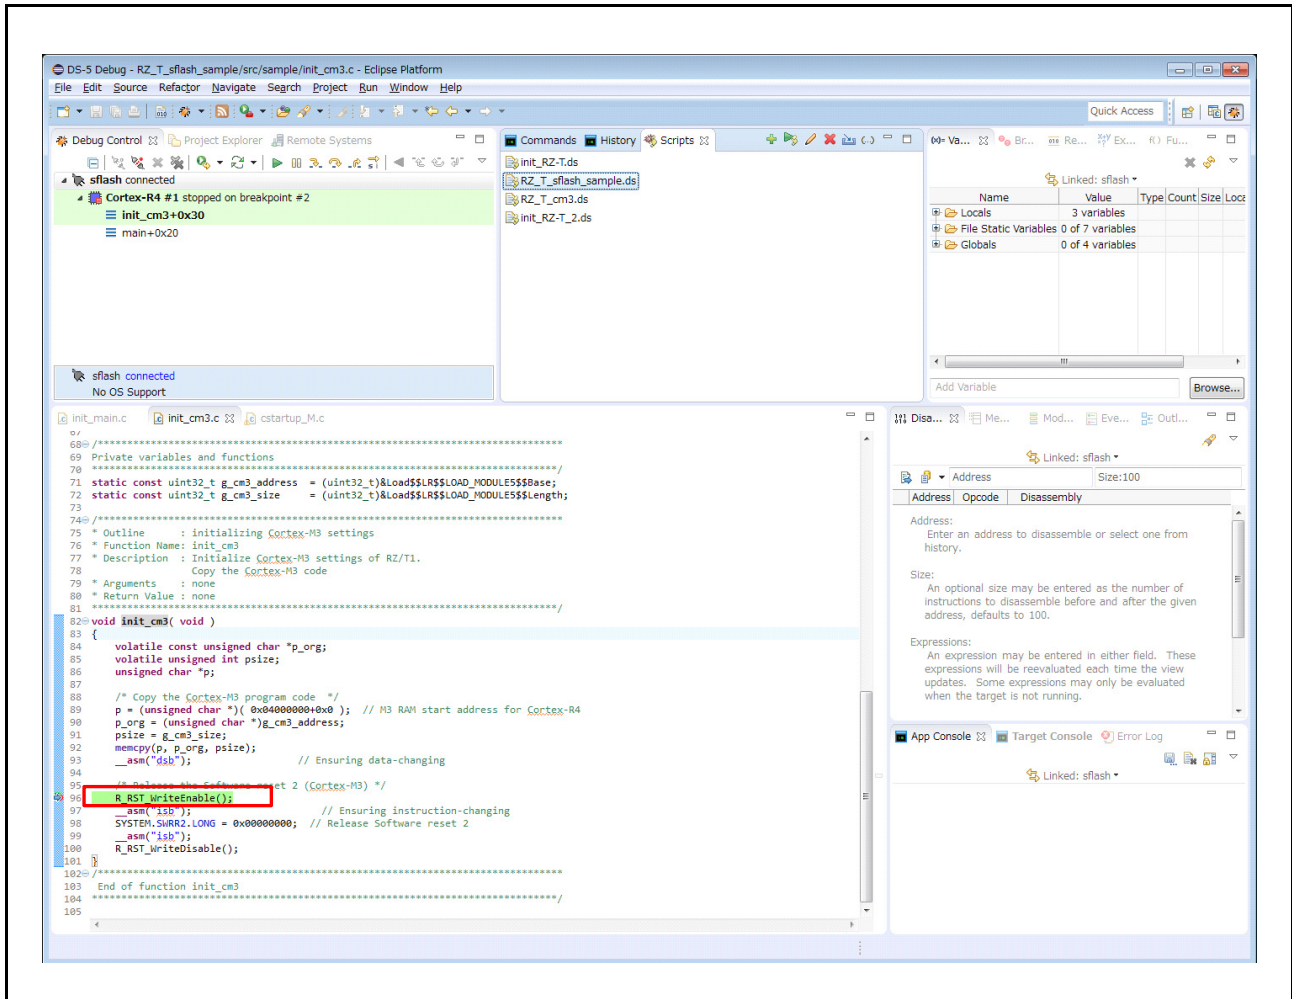 DS-5 Debug - RZ_T_sflash_sample/src/sample/init_cm3.c - Eclipse Platform
File Edit Source Refactor Navigate Search Project Run Window Help
Quick Access
Debug Control Project Explorer Remote Systems
sflash connected
Cortex-R4 #1 stopped on breakpoint #2
init_cm3+0x30
main+0x20
sflash connected
No OS Support
Commands History Scripts
init_RZ-T.ds
RZ_T_sflash_sample.ds
RZ_T_cm3.ds
init_RZ-T_2.ds
(x)= Va... Br... Re... Ex... f() Fu...
Linked: sflash
Name Value Type Count Size Loca
Locals 3 variables
File Static Variables 0 of 7 variables
Globals 0 of 4 variables
Add Variable Browse...
init_main.c init_cm3.c cstartup_M.c
67
68 /******************************************************************************
69 Private variables and functions
70 ******************************************************************************/
71 static const uint32_t g_cm3_address  = (uint32_t)&Load$$LR$$LOAD_MODULE5$$Base;
72 static const uint32_t g_cm3_size     = (uint32_t)&Load$$LR$$LOAD_MODULE5$$Length;
73
74 /******************************************************************************
75 * Outline      : initializing Cortex-M3 settings
76 * Function Name: init_cm3
77 * Description  : Initialize Cortex-M3 settings of RZ/T1.
78                  Copy the Cortex-M3 code
79 * Arguments    : none
80 * Return Value : none
81 ******************************************************************************/
82 void init_cm3( void )
83 {
84     volatile const unsigned char *p_org;
85     volatile unsigned int psize;
86     unsigned char *p;
87
88     /* Copy the Cortex-M3 program code  */
89     p = (unsigned char *)( 0x04000000+0x0 );  // M3 RAM start address for Cortex-R4
90     p_org = (unsigned char *)g_cm3_address;
91     psize = g_cm3_size;
92     memcpy(p, p_org, psize);
93     __asm("dsb");                  // Ensuring data-changing
94
95     /* Release the Software reset 2 (Cortex-M3) */
96     R_RST_WriteEnable();
97     __asm("isb");                      // Ensuring instruction-changing
98     SYSTEM.SWRR2.LONG = 0x00000000;  // Release Software reset 2
99     __asm("isb");
100     R_RST_WriteDisable();
101 }
102 /******************************************************************************
103  End of function init_cm3
104 ******************************************************************************/
105
Disa... Me... Mod... Eve... Outl...
Linked: sflash
Address Size:100
Address Opcode Disassembly
Address:
Enter an address to disassemble or select one from
history.
Size:
An optional size may be entered as the number of
instructions to disassemble before and after the given
address, defaults to 100.
Expressions:
An expression may be entered in either field. These
expressions will be reevaluated each time the view
updates. Some expressions may only be evaluated
when the target is not running.
App Console Target Console Error Log
Linked: sflash